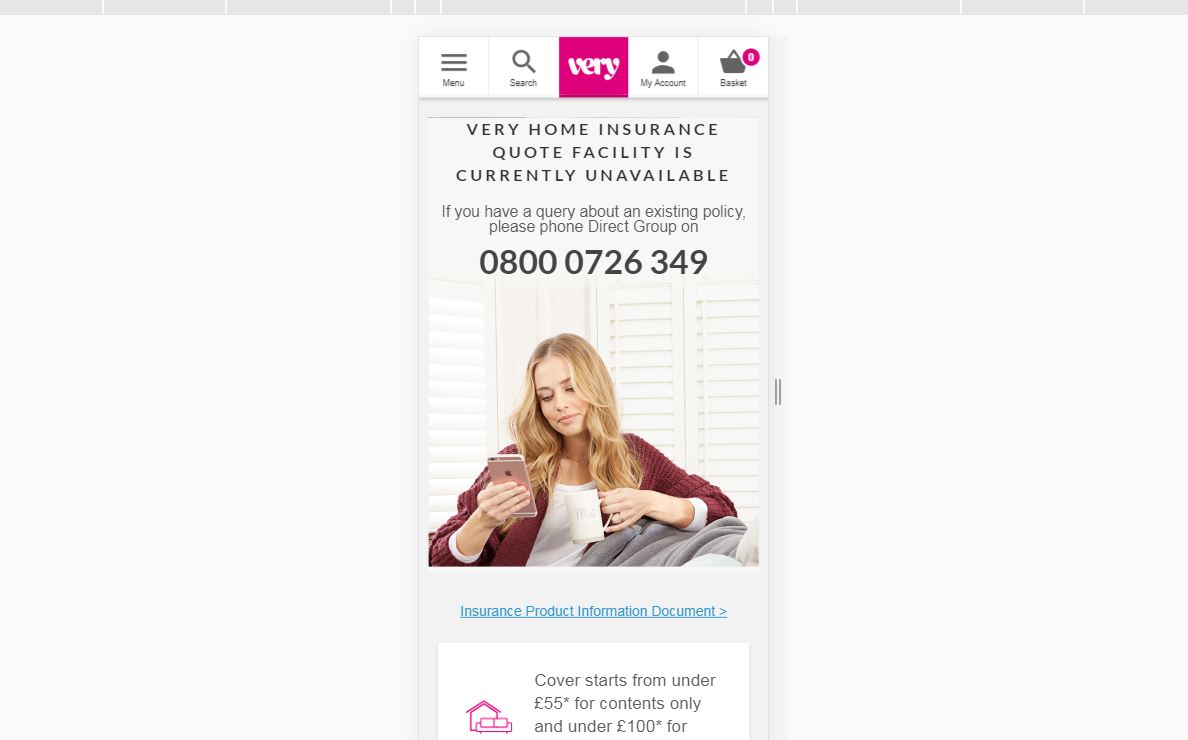 Menu
Search
very
My Account
0
Basket
VERY HOME INSURANCE
QUOTE FACILITY IS
CURRENTLY UNAVAILABLE
If you have a query about an existing policy,
please phone Direct Group on
0800 0726 349
Insurance Product Information Document >
Cover starts from under
£55* for contents only
and under £100* for